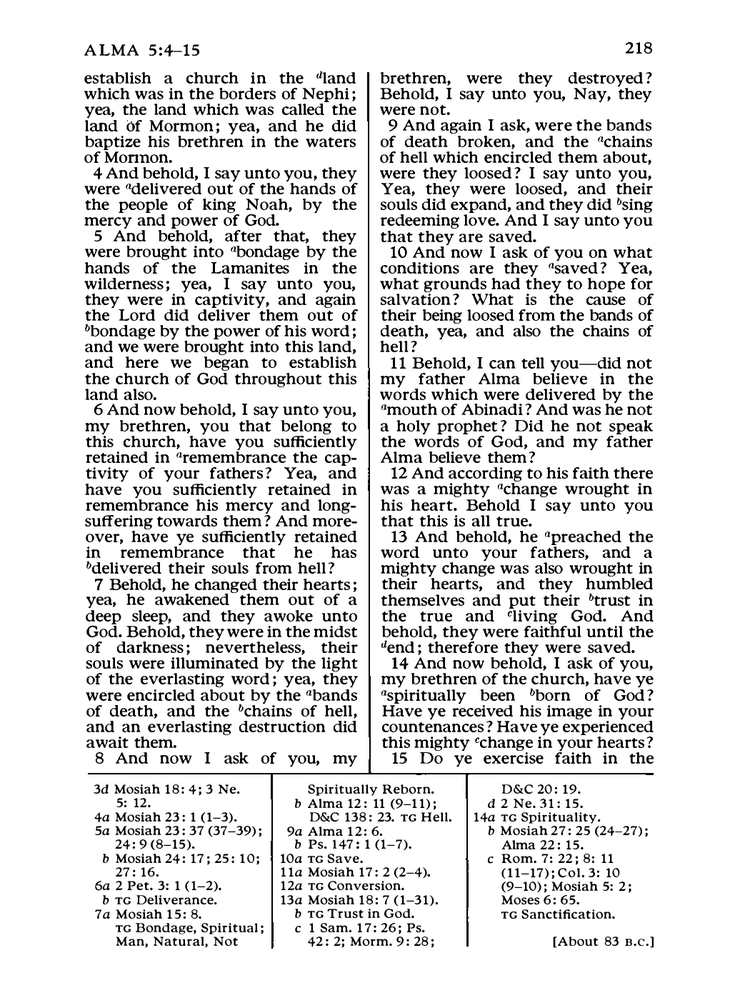 ALMA 5:4–15
218
establish a church in the dland
which was in the borders of Nephi;
yea, the land which was called the
land of Mormon; yea, and he did
baptize his brethren in the waters
of Mormon.
4 And behold, I say unto you, they
were adelivered out of the hands of
the people of king Noah, by the
mercy and power of God.
5 And behold, after that, they
were brought into abondage by the
hands of the Lamanites in the
wilderness; yea, I say unto you,
they were in captivity, and again
the Lord did deliver them out of
bbondage by the power of his word;
and we were brought into this land,
and here we began to establish
the church of God throughout this
land also.
6 And now behold, I say unto you,
my brethren, you that belong to
this church, have you sufficiently
retained in aremembrance the cap-
tivity of your fathers? Yea, and
have you sufficiently retained in
remembrance his mercy and long-
suffering towards them? And more-
over, have ye sufficiently retained
in remembrance that he has
bdelivered their souls from hell?
7 Behold, he changed their hearts;
yea, he awakened them out of a
deep sleep, and they awoke unto
God. Behold, they were in the midst
of darkness; nevertheless, their
souls were illuminated by the light
of the everlasting word; yea, they
were encircled about by the abands
of death, and the bchains of hell,
and an everlasting destruction did
await them.
8 And now I ask of you, my
brethren, were they destroyed?
Behold, I say unto you, Nay, they
were not.
9 And again I ask, were the bands
of death broken, and the achains
of hell which encircled them about,
were they loosed? I say unto you,
Yea, they were loosed, and their
souls did expand, and they did bsing
redeeming love. And I say unto you
that they are saved.
10 And now I ask of you on what
conditions are they asaved? Yea,
what grounds had they to hope for
salvation? What is the cause of
their being loosed from the bands of
death, yea, and also the chains of
hell?
11 Behold, I can tell you—did not
my father Alma believe in the
words which were delivered by the
amouth of Abinadi? And was he not
a holy prophet? Did he not speak
the words of God, and my father
Alma believe them?
12 And according to his faith there
was a mighty achange wrought in
his heart. Behold I say unto you
that this is all true.
13 And behold, he apreached the
word unto your fathers, and a
mighty change was also wrought in
their hearts, and they humbled
themselves and put their btrust in
the true and cliving God. And
behold, they were faithful until the
dend; therefore they were saved.
14 And now behold, I ask of you,
my brethren of the church, have ye
aspiritually been bborn of God?
Have ye received his image in your
countenances? Have ye experienced
this mighty cchange in your hearts?
15 Do ye exercise faith in the
3d Mosiah 18: 4; 3 Ne.
5: 12.
4a Mosiah 23: 1 (1–3).
5a Mosiah 23: 37 (37–39);
24: 9 (8–15).
b Mosiah 24: 17; 25: 10;
27: 16.
6a 2 Pet. 3: 1 (1–2).
b TG Deliverance.
7a Mosiah 15: 8.
TG Bondage, Spiritual;
Man, Natural, Not
Spiritually Reborn.
b Alma 12: 11 (9–11);
D&C 138: 23. TG Hell.
9a Alma 12: 6.
b Ps. 147: 1 (1–7).
10a TG Save.
11a Mosiah 17: 2 (2–4).
12a TG Conversion.
13a Mosiah 18: 7 (1–31).
b TG Trust in God.
c 1 Sam. 17: 26; Ps.
42: 2; Morm. 9: 28;
D&C 20: 19.
d 2 Ne. 31: 15.
14a TG Spirituality.
b Mosiah 27: 25 (24–27);
Alma 22: 15.
c Rom. 7: 22; 8: 11
(11–17); Col. 3: 10
(9–10); Mosiah 5: 2;
Moses 6: 65.
TG Sanctification.
[About 83 B.C.]